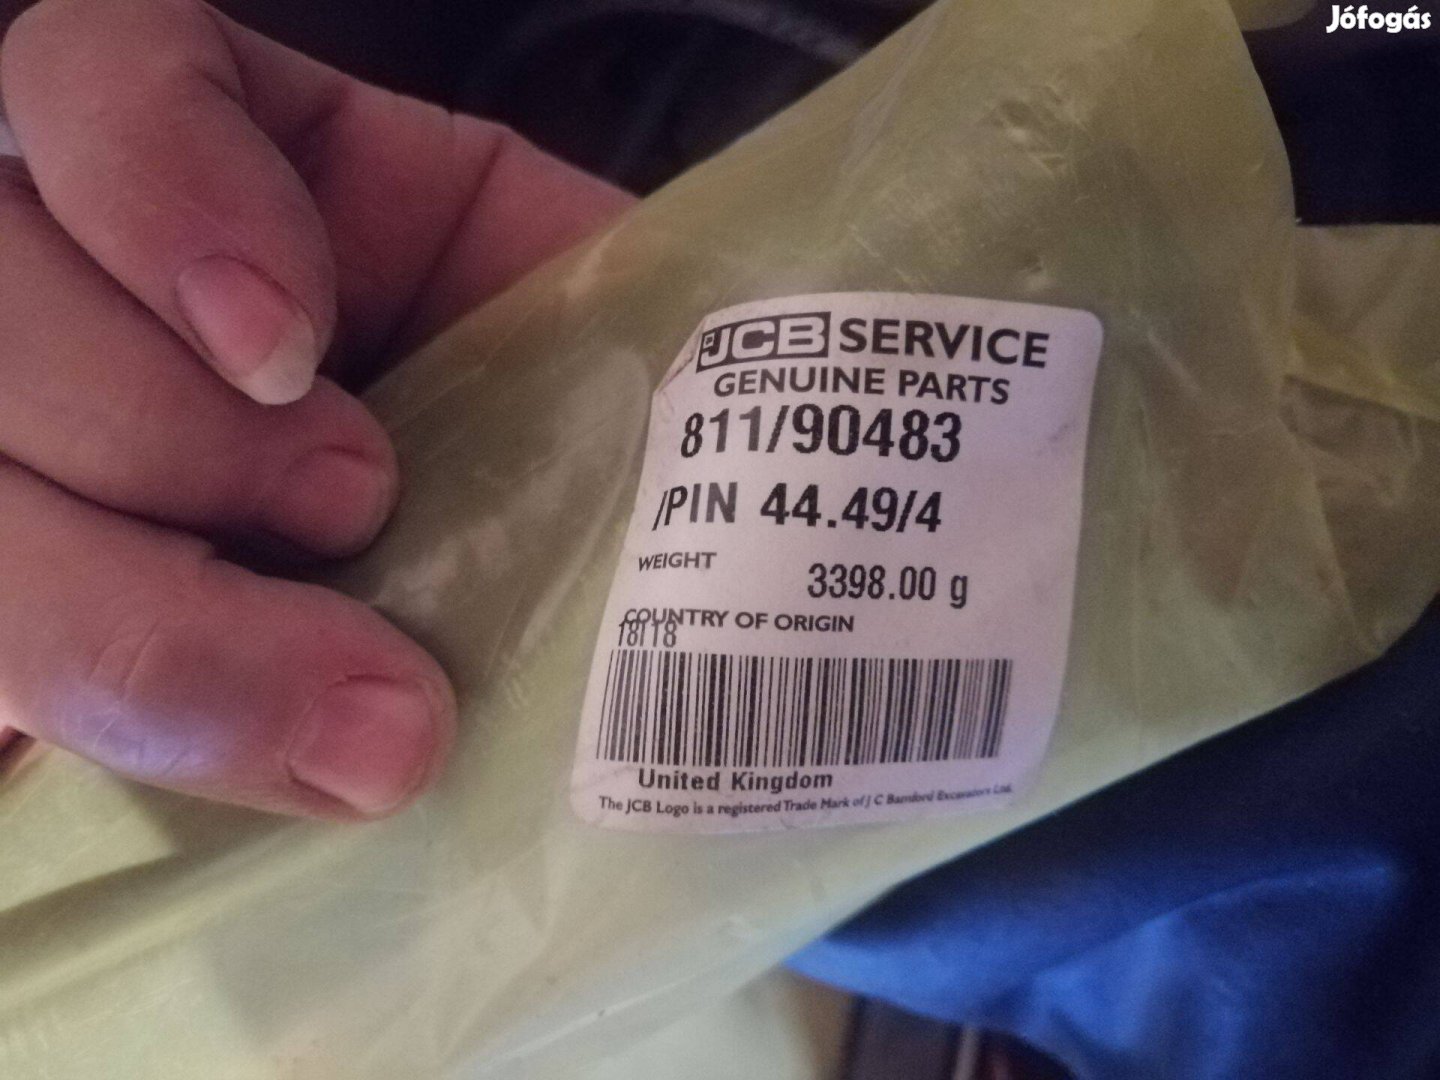 Jófogás
JCB SERVICE
GENUINE PARTS
811/90483
/PIN 44.49/4
WEIGHT
3398.00 g
COUNTRY OF ORIGIN
18118
United Kingdom
The JCB Logo is a registered Trade Mark of J C Bamford Excavators Ltd.